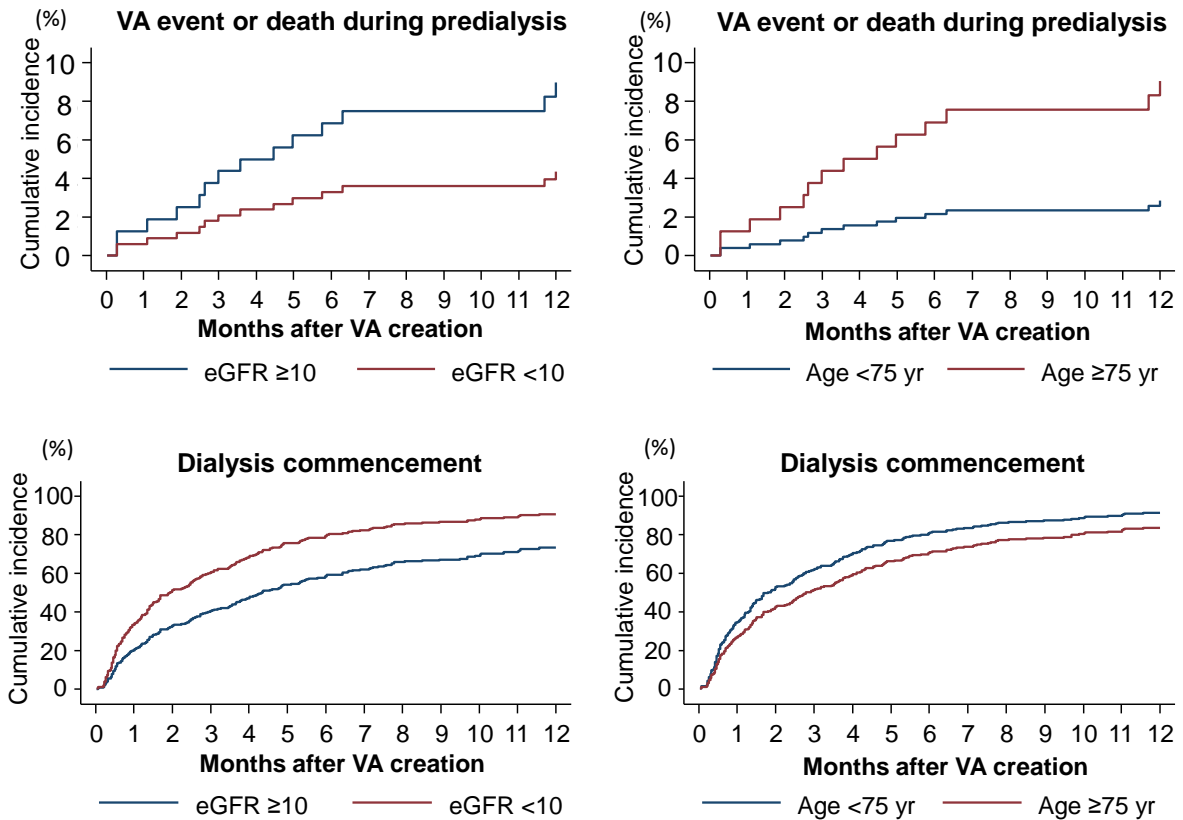 (%)
VA event or death during predialysis
Cumulative incidence
10
8
6
4
2
0
0 1 2 3 4 5 6 7 8 9 10 11 12
Months after VA creation
eGFR ≥10 eGFR <10
(%)
VA event or death during predialysis
Cumulative incidence
10
8
6
4
2
0
0 1 2 3 4 5 6 7 8 9 10 11 12
Months after VA creation
Age <75 yr Age ≥75 yr
(%)
Dialysis commencement
Cumulative incidence
100
80
60
40
20
0
0 1 2 3 4 5 6 7 8 9 10 11 12
Months after VA creation
eGFR ≥10 eGFR <10
(%)
Dialysis commencement
Cumulative incidence
100
80
60
40
20
0
0 1 2 3 4 5 6 7 8 9 10 11 12
Months after VA creation
Age <75 yr Age ≥75 yr